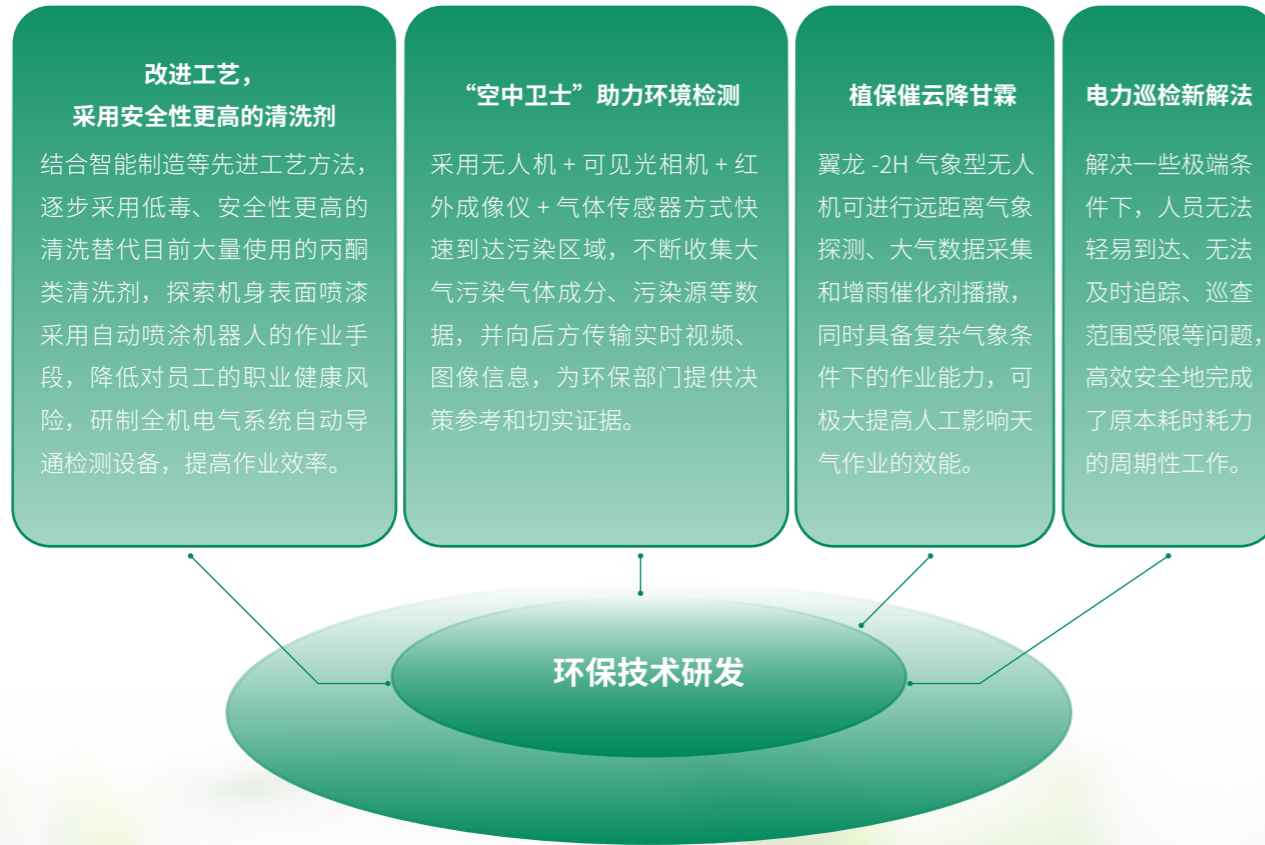 改进工艺，
采用安全性更高的清洗剂
结合智能制造等先进工艺方法，
逐步采用低毒、安全性更高的
清洗替代目前大量使用的丙酮
类清洗剂，探索机身表面喷漆
采用自动喷涂机器人的作业手
段，降低对员工的职业健康风
险，研制全机电气系统自动导
通检测设备，提高作业效率。
“空中卫士”助力环境检测
采用无人机 + 可见光相机 + 红
外成像仪 + 气体传感器方式快
速到达污染区域，不断收集大
气污染气体成分、污染源等数
据，并向后方传输实时视频、
图像信息，为环保部门提供决
策参考和切实证据。
植保催云降甘霖
翼龙 -2H 气象型无人
机可进行远距离气象
探测、大气数据采集
和增雨催化剂播撒，
同时具备复杂气象条
件下的作业能力，可
极大提高人工影响天
气作业的效能。
电力巡检新解法
解决一些极端条
件下，人员无法
轻易到达、无法
及时追踪、巡查
范围受限等问题，
高效安全地完成
了原本耗时耗力
的周期性工作。
环保技术研发